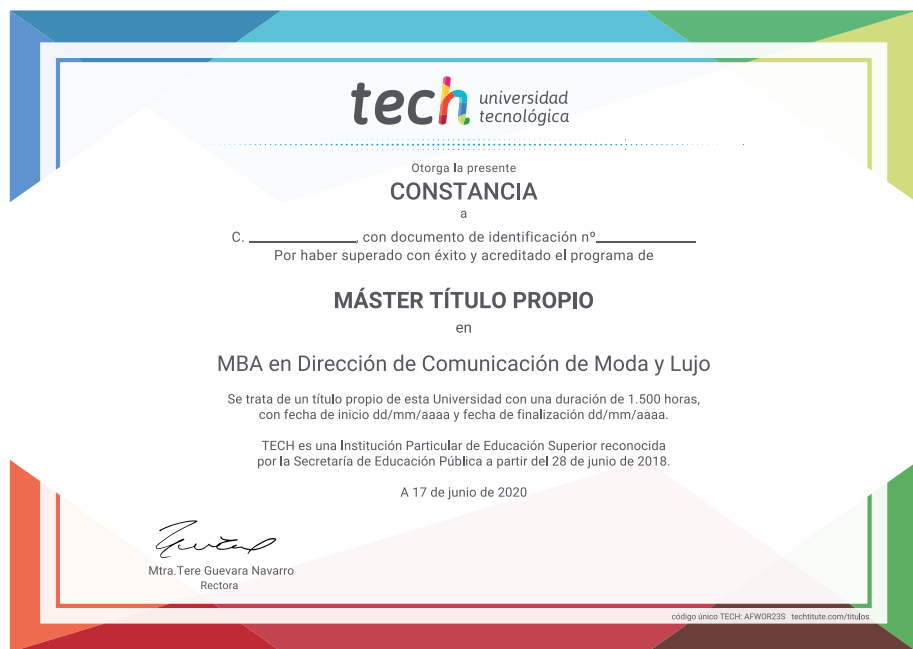 tech universidad
tecnológica
Otorga la presente
CONSTANCIA
a
C. ____________, con documento de identificación nº___________
Por haber superado con éxito y acreditado el programa de
MÁSTER TÍTULO PROPIO
en
MBA en Dirección de Comunicación de Moda y Lujo
Se trata de un título propio de esta Universidad con una duración de 1.500 horas,
con fecha de inicio dd/mm/aaaa y fecha de finalización dd/mm/aaaa.
TECH es una Institución Particular de Educación Superior reconocida
por la Secretaría de Educación Pública a partir del 28 de junio de 2018.
A 17 de junio de 2020
Mtra.Tere Guevara Navarro
Rectora
código único TECH: AFWOR23S techtitute.com/titulos